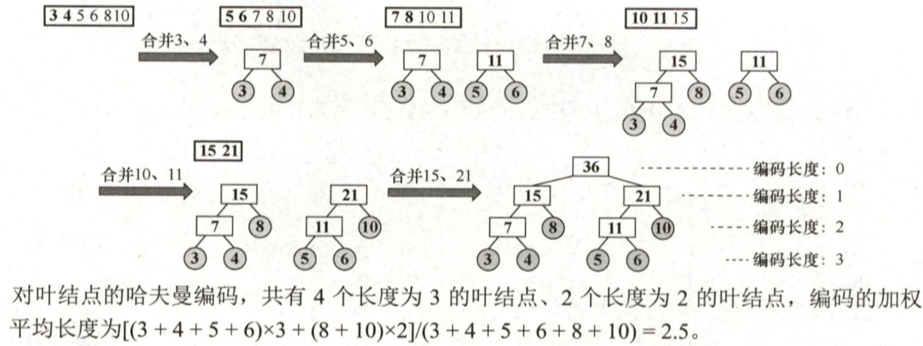 3 4 5 6 8 10
5 6 7 8 10
7 8 10 11
10 11 15
合并3、4
合并5、6
合并7、8
7
3 4
7 11
3 4 5 6
15 11
7 8 5 6
3 4
15 21
合并10、11
合并15、21
15 21
7 8 11 10
3 4 5 6
36 编码长度：0
15 21 编码长度：1
7 8 11 10 编码长度：2
3 4 5 6 编码长度：3
对叶结点的哈夫曼编码，共有 4 个长度为 3 的叶结点、2 个长度为 2 的叶结点，编码的加权
平均长度为[(3 + 4 + 5 + 6)×3 + (8 + 10)×2]/(3 + 4 + 5 + 6 + 8 + 10) = 2.5。